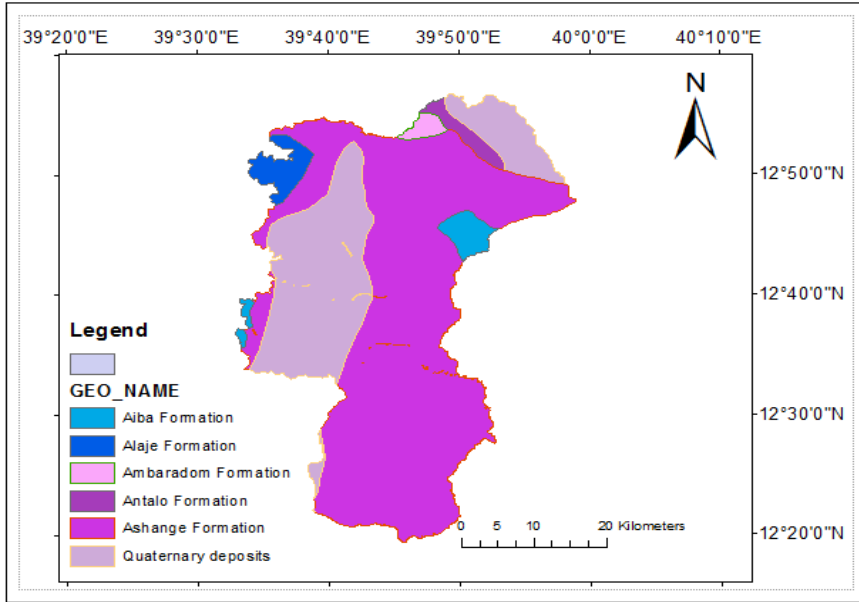 39°20'0"E 39°30'0"E 39°40'0"E 39°50'0"E 40°0'0"E 40°10'0"E
N
12°50'0"N
12°40'0"N
Legend
GEO_NAME
Aiba Formation
12°30'0"N
Alaje Formation
Ambaradom Formation
Antalo Formation
Ashange Formation
0 5 10 20 Kilometers
12°20'0"N
Quaternary deposits